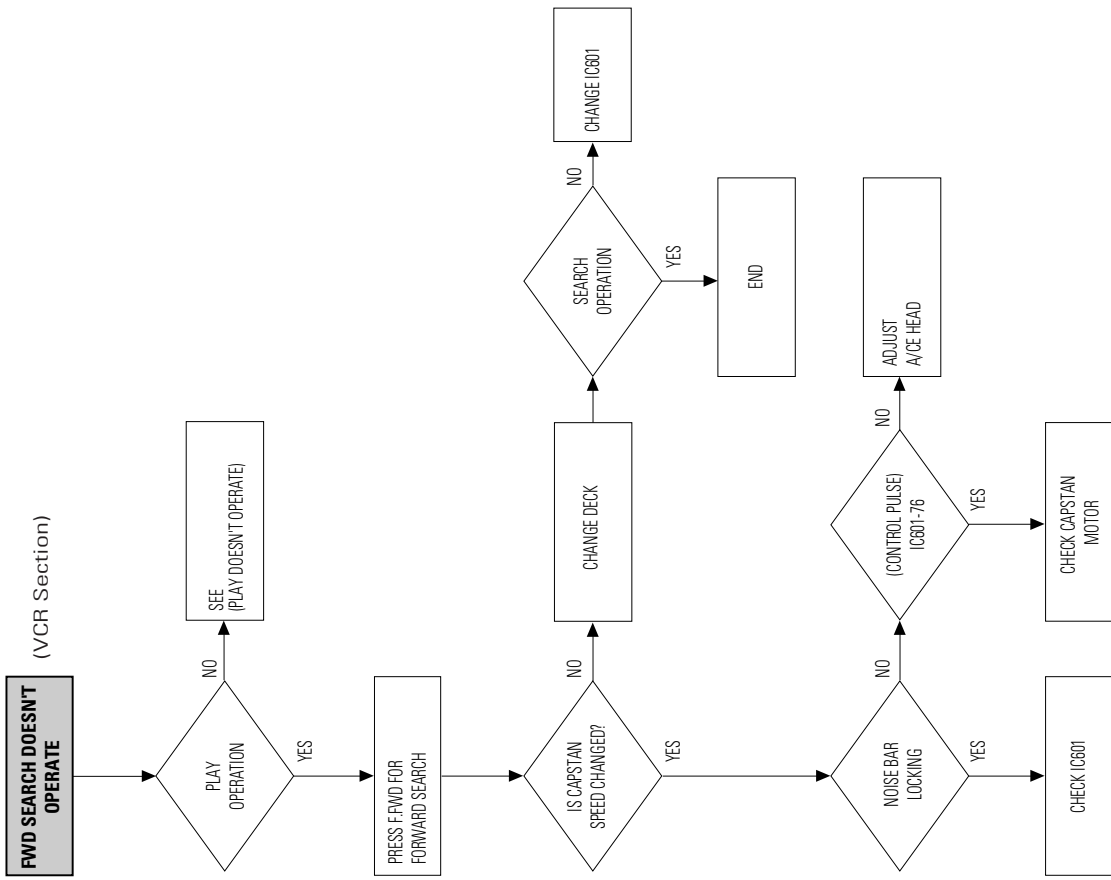 FWD SEARCH DOESN'T
OPERATE
(VCR Section)
PLAY
OPERATION
NO
SEE
(PLAY DOESN'T OPERATE)
YES
PRESS F.FWD FOR
FORWARD SEARCH
IS CAPSTAN
SPEED CHANGED?
NO
CHANGE DECK
SEARCH
OPERATION
NO
CHANGE IC601
YES
END
YES
NOISE BAR
LOCKING
NO
(CONTROL PULSE)
IC601-76
NO
ADJUST
A/CE HEAD
YES
CHECK CAPSTAN
MOTOR
YES
CHECK IC601